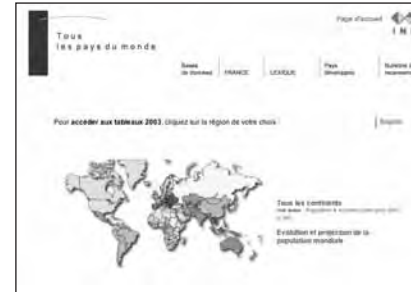 Page d'accueil
I N
Tous
les pays du monde
Bases
de données
FRANCE
LEXIQUE
Pays
développés
Pour accéder aux tableaux 2003, cliquez sur la région de votre choix
English
Tous les continents
Evolution et projection de la
population mondiale